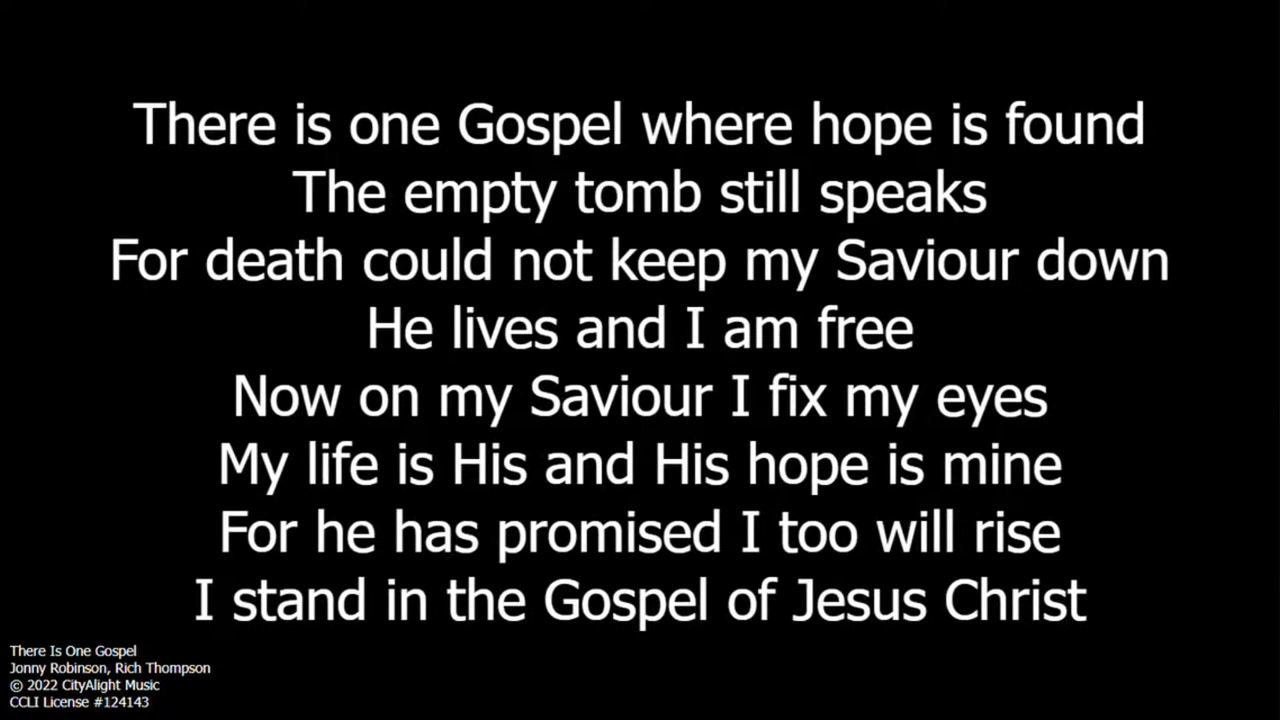 There is one Gospel where hope is found
The empty tomb still speaks
For death could not keep my Saviour down
He lives and I am free
Now on my Saviour I fix my eyes
My life is His and His hope is mine
For he has promised I too will rise
I stand in the Gospel of Jesus Christ
There Is One Gospel
Jonny Robinson, Rich Thompson
© 2022 CityAlight Music
CCLI License #124143